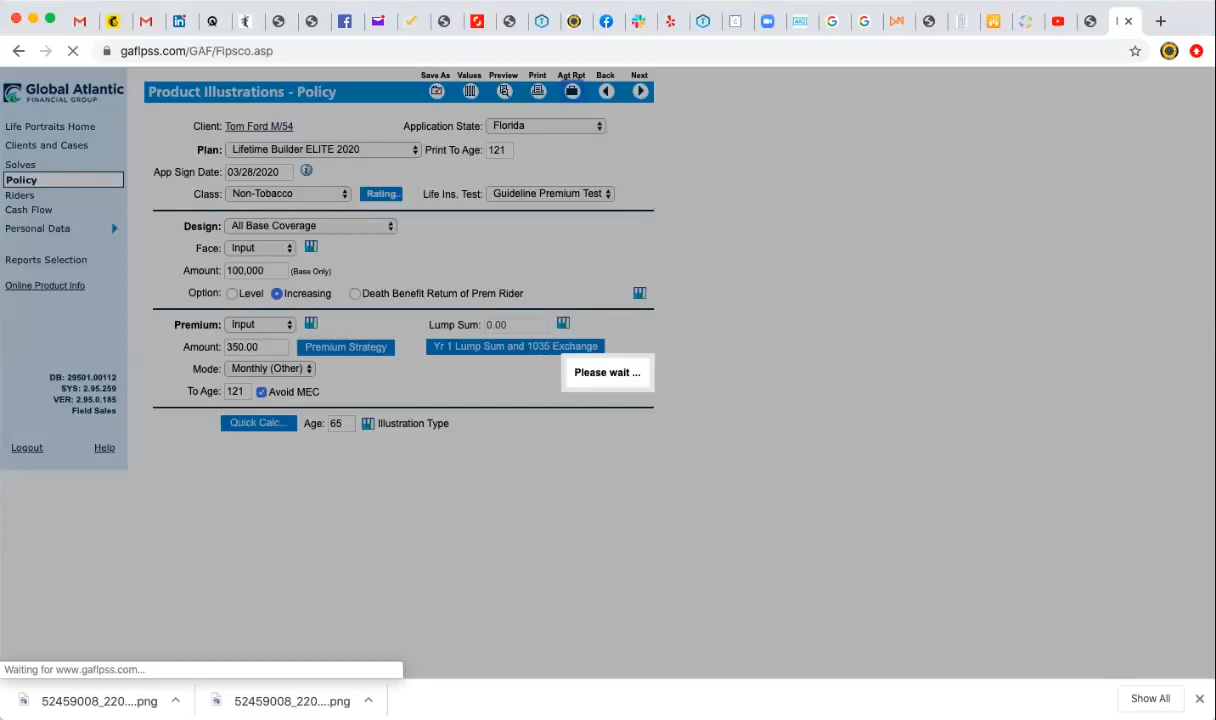 gaflpss.com/GAF/Flpsco.asp
Global Atlantic
FINANCIAL GROUP
Life Portraits Home
Clients and Cases
Solves
Policy
Riders
Cash Flow
Personal Data
Reports Selection
Online Product Info
DB: 29501.00112
SYS: 2.95.259
VER: 2.95.0.185
Field Sales
Logout Help
Save As Values Preview Print Agt Rpt Back Next
Product Illustrations - Policy
Client: Tom Ford M/54 Application State: Florida
Plan: Lifetime Builder ELITE 2020 Print To Age: 121
App Sign Date: 03/28/2020
Class: Non-Tobacco Rating.. Life Ins. Test: Guideline Premium Test
Design: All Base Coverage
Face: Input
Amount: 100,000 (Base Only)
Option: Level Increasing Death Benefit Return of Prem Rider
Premium: Input Lump Sum: 0.00
Amount: 350.00 Premium Strategy Yr 1 Lump Sum and 1035 Exchange
Mode: Monthly (Other)
Please wait ...
To Age: 121 Avoid MEC
Quick Calc... Age: 65 Illustration Type
Waiting for www.gaflpss.com...
52459008_220....png 52459008_220....png Show All